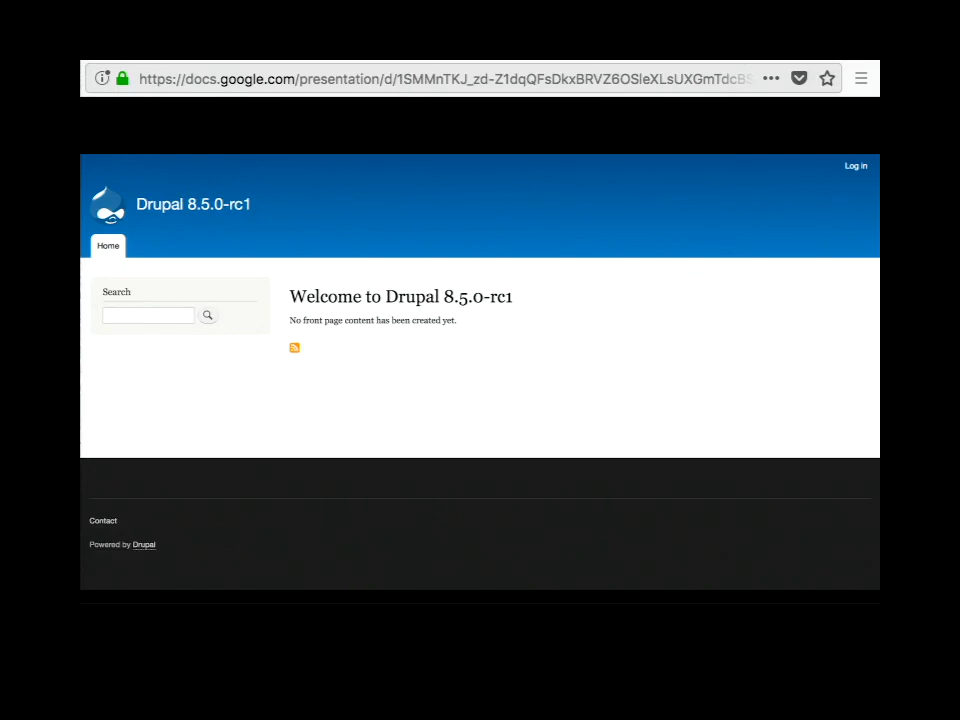 https://docs.google.com/presentation/d/1SMMnTKJ_zd-Z1dqQFsDkxBRVZ6OSleXLsUXGmTdcBS
Log in
Drupal 8.5.0-rc1
Home
Search
Welcome to Drupal 8.5.0-rc1
No front page content has been created yet.
Contact
Powered by Drupal